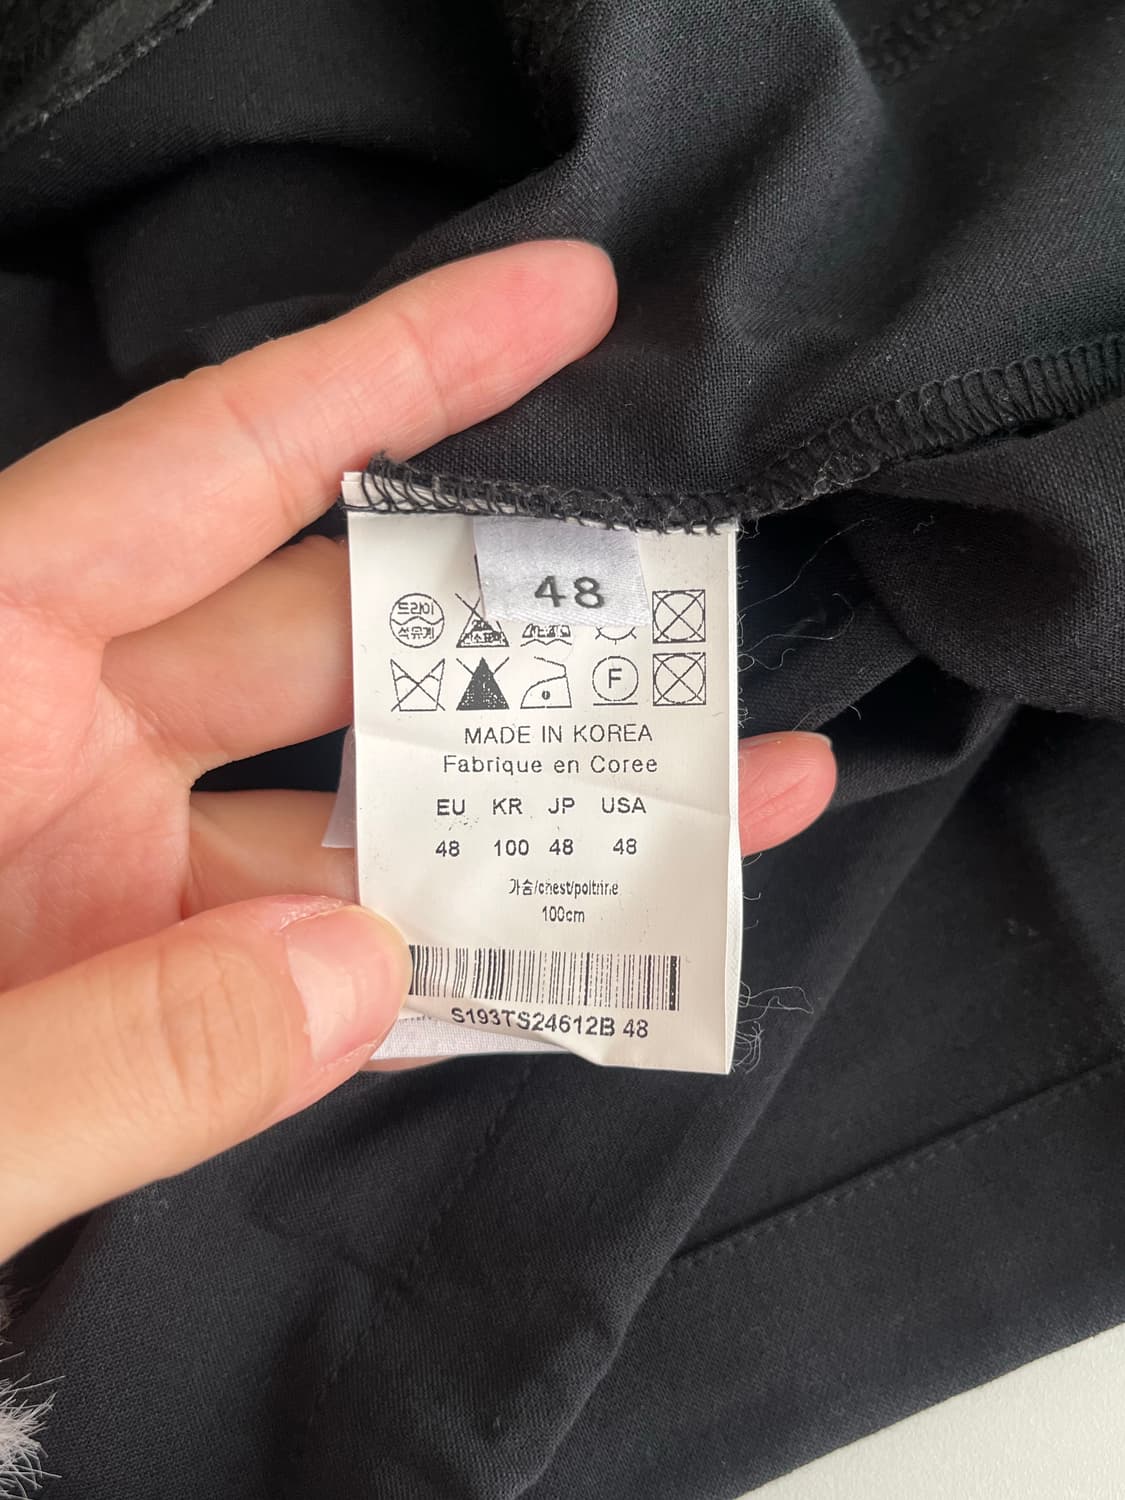 48
드라이
석유계
F
MADE IN KOREA
Fabrique en Coree
EU KR JP USA
48 100 48 48
가슴/chest/poitrine
100cm
S193TS24612B 48